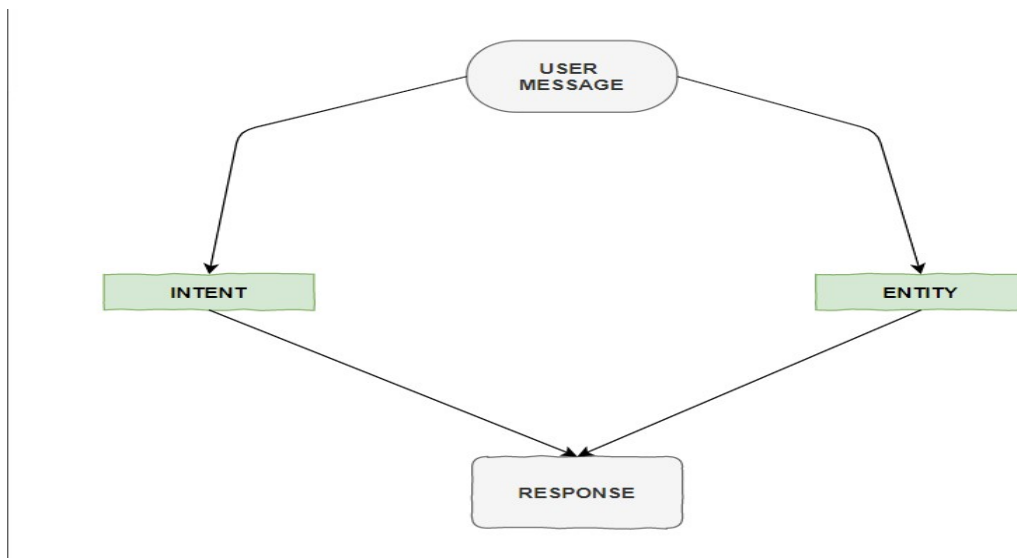 USER
MESSAGE
INTENT
ENTITY
RESPONSE